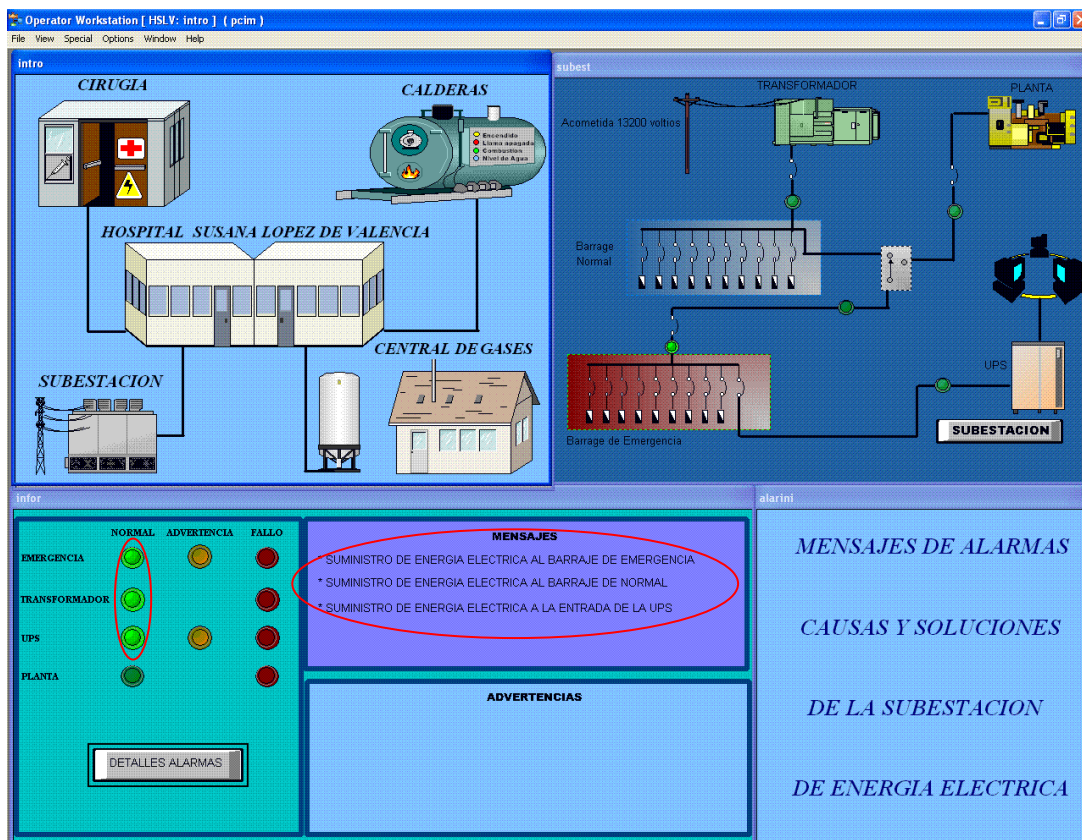 Operator Workstation [ HSLV: intro ] ( pcim )
File View Special Options Window Help
intro
CIRUGIA
CALDERAS
Encendido
Llama apagada
Combustion
Nivel de Agua
HOSPITAL SUSANA LOPEZ DE VALENCIA
SUBESTACION
CENTRAL DE GASES
subest
TRANSFORMADOR
PLANTA
Acometida 13200 voltios
Barrage
Normal
UPS
SUBESTACION
Barrage de Emergencia
infor
NORMAL ADVERTENCIA FALLO
EMERGENCIA
TRANSFORMADOR
UPS
PLANTA
DETALLES ALARMAS
MENSAJES
* SUMINISTRO DE ENERGIA ELECTRICA AL BARRAJE DE EMERGENCIA
* SUMINISTRO DE ENERGIA ELECTRICA AL BARRAJE DE NORMAL
* SUMINISTRO DE ENERGIA ELECTRICA A LA ENTRADA DE LA UPS
ADVERTENCIAS
alarini
MENSAJES DE ALARMAS
CAUSAS Y SOLUCIONES
DE LA SUBESTACION
DE ENERGIA ELECTRICA